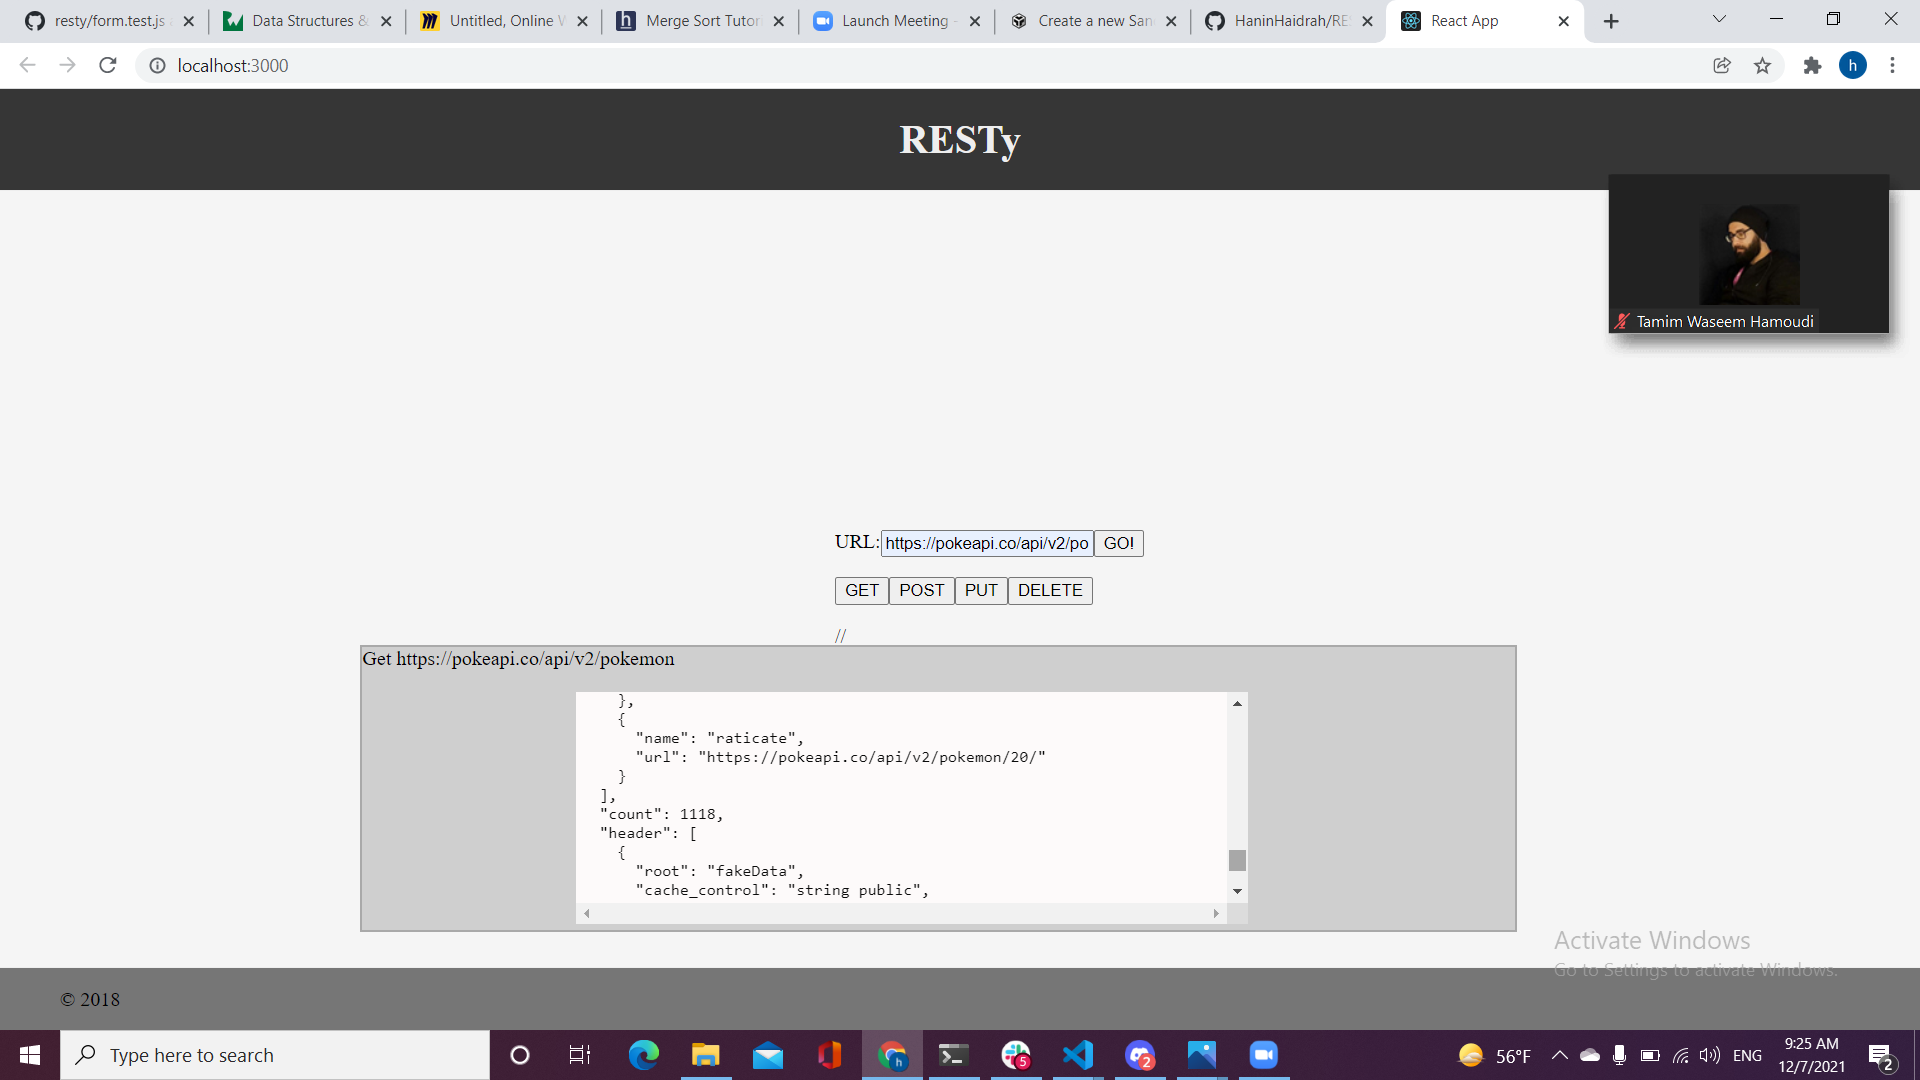 resty/form.test.js
Data Structures &
Untitled, Online W
Merge Sort Tutor
Launch Meeting -
Create a new San
HaninHaidrah/RES
React App
localhost:3000
h
RESTy
Tamim Waseem Hamoudi
URL:
https://pokeapi.co/api/v2/po
GO!
GET POST PUT DELETE
//
Get https://pokeapi.co/api/v2/pokemon
},
{
"name": "raticate",
"url": "https://pokeapi.co/api/v2/pokemon/20/"
}
],
"count": 1118,
"header": [
{
"root": "fakeData",
"cache_control": "string public",
Activate Windows
Go to Settings to activate Windows.
© 2018
Type here to search
h
5
2
56°F
ENG
9:25 AM
12/7/2021
2